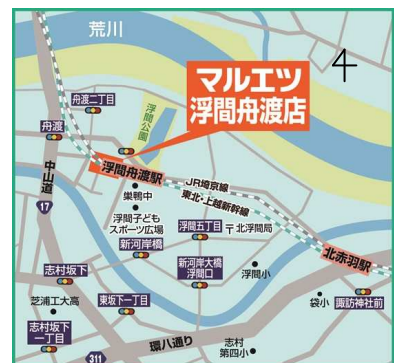 荒川
マルエツ
浮間舟渡店
舟渡二丁目
浮間公園
舟渡
浮間舟渡駅
中山道
17
JR埼京線
東北・上越新幹線
巣鴨中
浮間子ども
スポーツ広場
浮間五丁目
〒北浮間局
新河岸橋
北赤羽駅
志村坂下
新河岸大橋
浮間口
浮間小
芝浦工大高
東坂下一丁目
袋小
諏訪神社前
志村坂下
一丁目
環八通り
志村
第四小
311